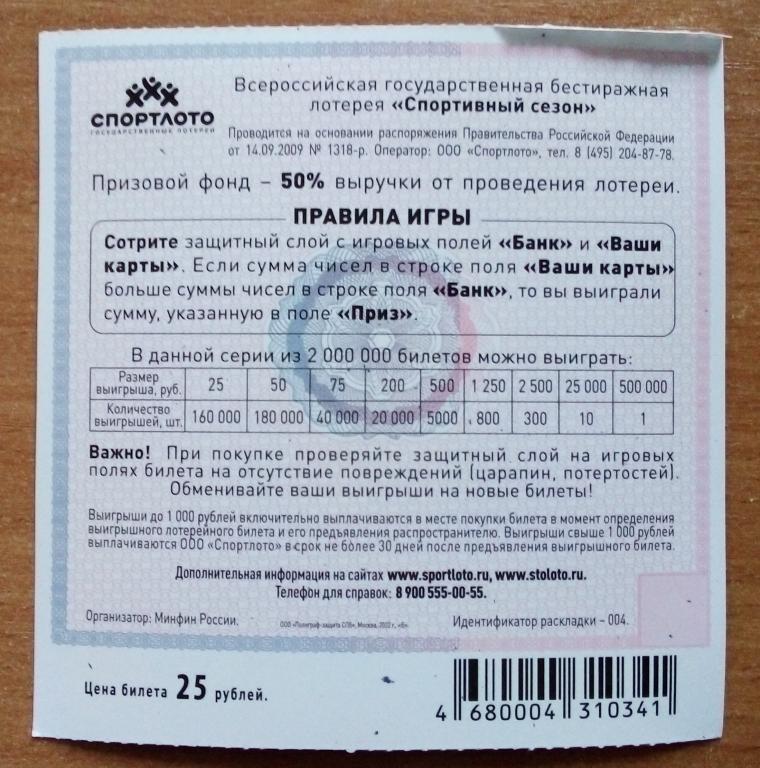 СПОРТЛОТО
ГОСУДАРСТВЕННЫЕ ЛОТЕРЕИ
Всероссийская государственная бестиражная
лотерея «Спортивный сезон»
Проводится на основании распоряжения Правительства Российской Федерации
от 14.09.2009 № 1318-р. Оператор: ООО «Спортлото», тел. 8 (495) 204-87-78.
Призовой фонд – 50% выручки от проведения лотереи.
ПРАВИЛА ИГРЫ
Сотрите защитный слой с игровых полей «Банк» и «Ваши
карты». Если сумма чисел в строке поля «Ваши карты»
больше суммы чисел в строке поля «Банк», то вы выиграли
сумму, указанную в поле «Приз».
В данной серии из 2 000 000 билетов можно выиграть:
Размер выигрыша, руб. 25 50 75 200 500 1 250 2 500 25 000 500 000
Количество выигрышей, шт. 160 000 180 000 40 000 20 000 5000 800 300 10 1
Важно! При покупке проверяйте защитный слой на игровых
полях билета на отсутствие повреждений (царапин, потертостей).
Обменивайте ваши выигрыши на новые билеты!
Выигрыши до 1 000 рублей включительно выплачиваются в месте покупки билета в момент определения
выигрышного лотерейного билета и его предъявления распространителю. Выигрыши свыше 1 000 рублей
выплачиваются ООО «Спортлото» в срок не более 30 дней после предъявления выигрышного билета.
Дополнительная информация на сайтах www.sportloto.ru, www.stoloto.ru.
Телефон для справок: 8 900 555-00-55.
Организатор: Минфин России.
ООО «Полиграф-защита СПб», Москва, 2022 г., «Б».
Идентификатор раскладки – 004.
Цена билета 25 рублей.
4 680004 310341